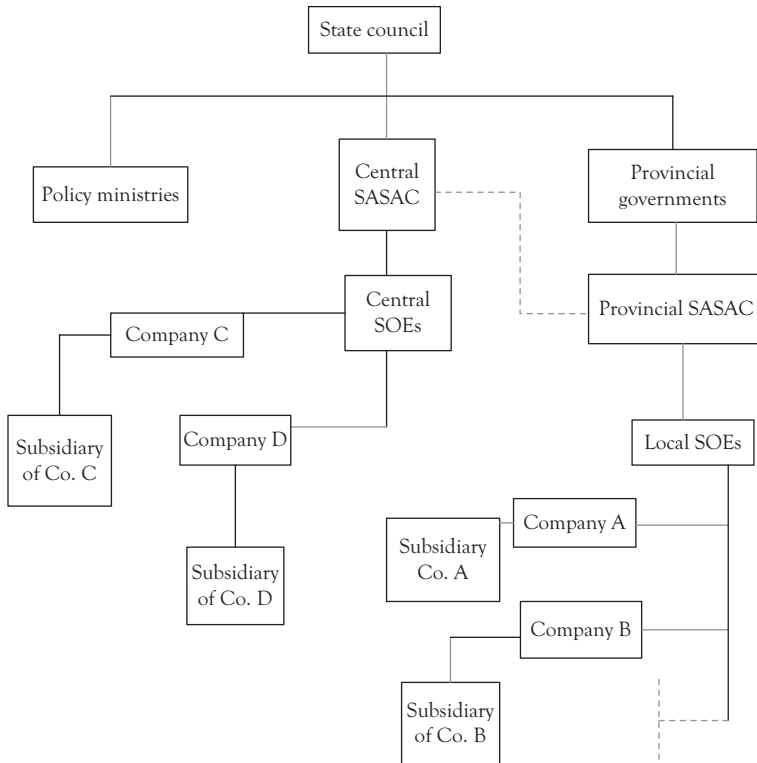 State council
Policy ministries
Central
SASAC
Provincial
governments
Central
SOEs
Provincial SASAC
Company C
Subsidiary
of Co. C
Company D
Local SOEs
Subsidiary
of Co. D
Company A
Subsidiary
Co. A
Company B
Subsidiary
of Co. B